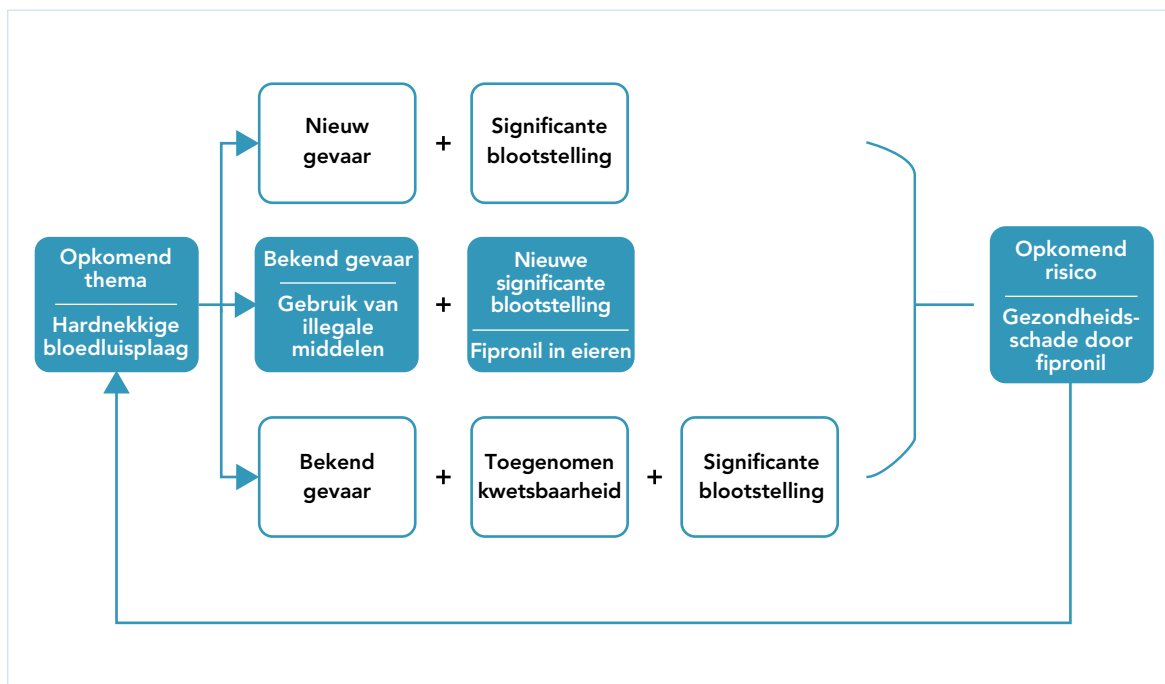 Nieuw
gevaar
+
Significante
blootstelling
Opkomend
thema
Hardnekkige
bloedluisplaag
Bekend gevaar
Gebruik van
illegale
middelen
+
Nieuwe
significante
blootstelling
Fipronil in eieren
Opkomend
risico
Gezondheids-
schade door
fipronil
Bekend
gevaar
+
Toegenomen
kwetsbaarheid
+
Significante
blootstelling